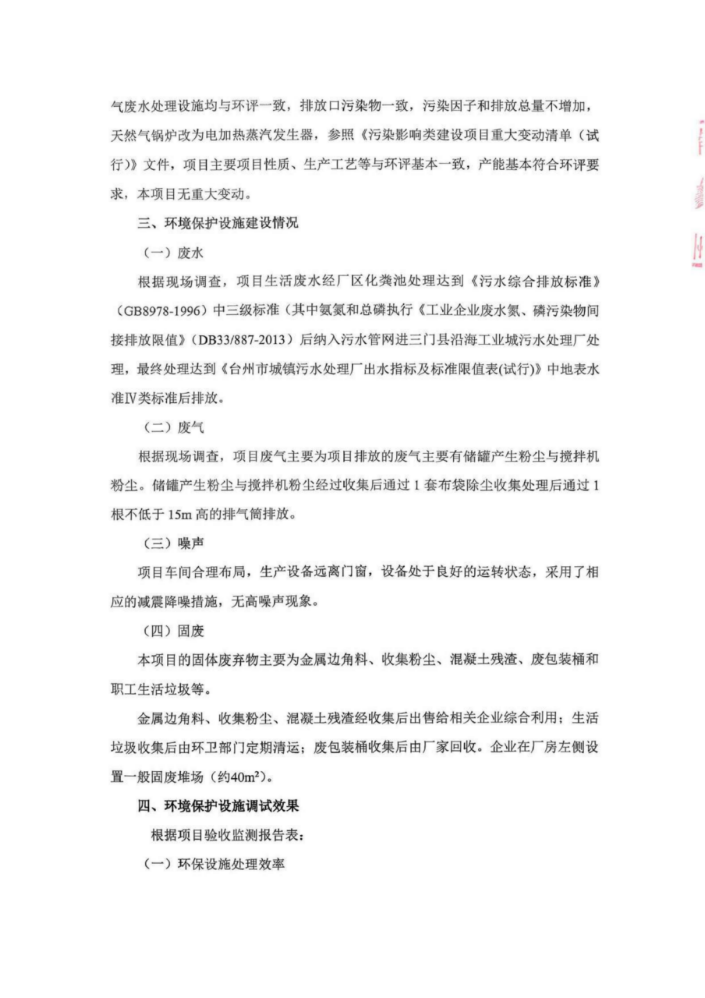 气废水处理设施均与环评一致，排放口污染物一致，污染因子和排放总量不增加，
天然气锅炉改为电加热蒸汽发生器，参照《污染影响类建设项目重大变动清单（试
行）》文件，项目主要项目性质、生产工艺等与环评基本一致，产能基本符合环评要
求，本项目无重大变动。
三、环境保护设施建设情况
（一）废水
根据现场调查，项目生活废水经厂区化粪池处理达到《污水综合排放标准》
（GB8978-1996）中三级标准（其中氨氮和总磷执行《工业企业废水氮、磷污染物间
接排放限值》（DB33/887-2013）后纳入污水管网进三门县沿海工业城污水处理厂处
理，最终处理达到《台州市城镇污水处理厂出水指标及标准限值表(试行)》中地表水
准Ⅳ类标准后排放。
（二）废气
根据现场调查，项目废气主要为项目排放的废气主要有储罐产生粉尘与搅拌机
粉尘。储罐产生粉尘与搅拌机粉尘经过收集后通过 1 套布袋除尘收集处理后通过 1
根不低于 15m 高的排气筒排放。
（三）噪声
项目车间合理布局，生产设备远离门窗，设备处于良好的运转状态，采用了相
应的减震降噪措施，无高噪声现象。
（四）固废
本项目的固体废弃物主要为金属边角料、收集粉尘、混凝土残渣、废包装桶和
职工生活垃圾等。
金属边角料、收集粉尘、混凝土残渣经收集后出售给相关企业综合利用；生活
垃圾收集后由环卫部门定期清运；废包装桶收集后由厂家回收。企业在厂房左侧设
置一般固废堆场（约40m²）。
四、环境保护设施调试效果
根据项目验收监测报告表：
（一）环保设施处理效率